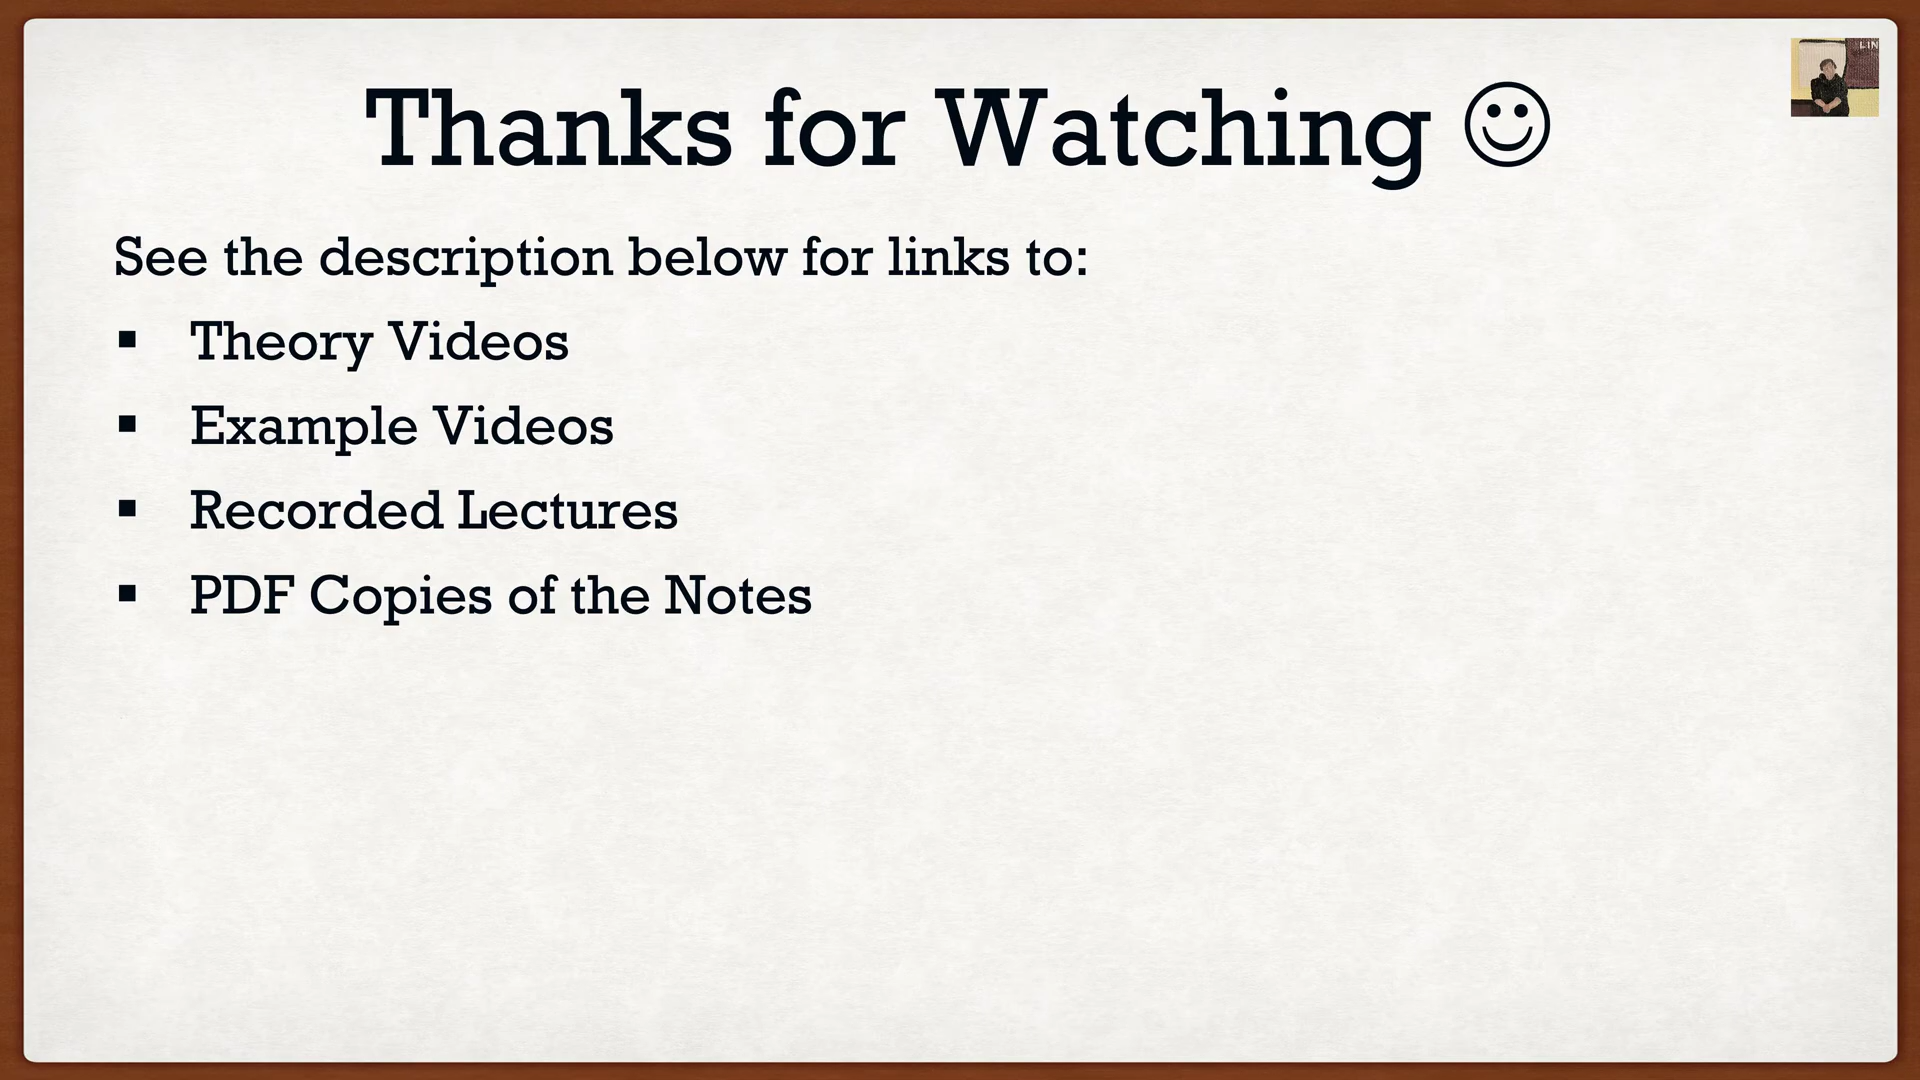 Thanks for Watching ☺
See the description below for links to:
▪ Theory Videos
▪ Example Videos
▪ Recorded Lectures
▪ PDF Copies of the Notes